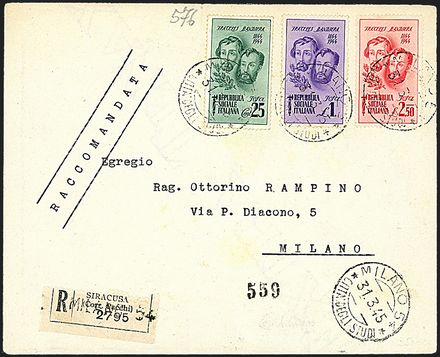 576
FRATELLI BANDIERA
1844
1944
REPUBBLICA
SOCIALE
ITALIANA
Cent. 25
FRATELLI BANDIERA
1844
1944
REPUBBLICA
SOCIALE
ITALIANA
L. 1
FRATELLI BANDIERA
1844
1944
REPUBBLICA
SOCIALE
ITALIANA
L. 2.50
RACCOMANDATA
Egregio
Rag. Ottorino RAMPINO
Via P. Diacono, 5
MILANO
559
R
SIRACUSA
2795
MILANO 54
31.3.45